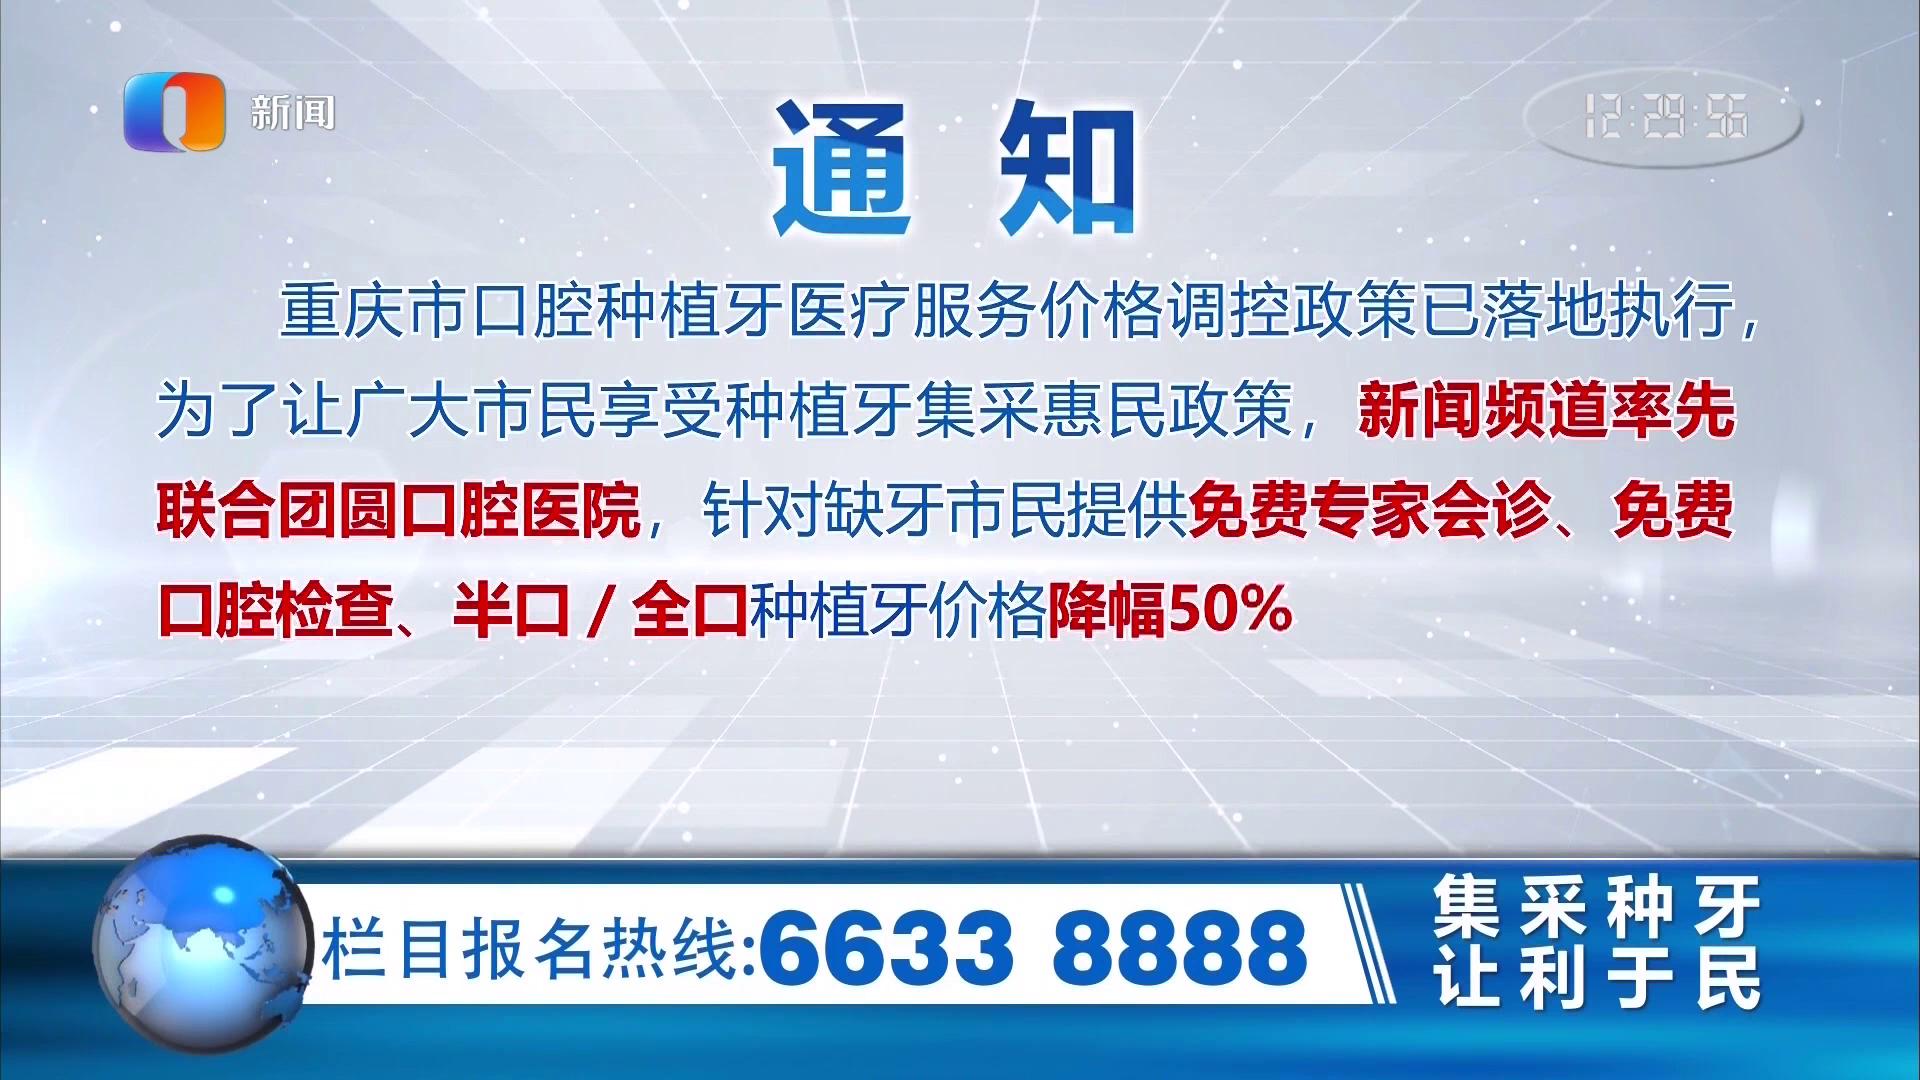 新闻
12:29:56
通知
重庆市口腔种植牙医疗服务价格调控政策已落地执行，
为了让广大市民享受种植牙集采惠民政策，新闻频道率先
联合团圆口腔医院，针对缺牙市民提供免费专家会诊、免费
口腔检查、半口/全口种植牙价格降幅50%
栏目报名热线:6633 8888
集采种牙
让利于民